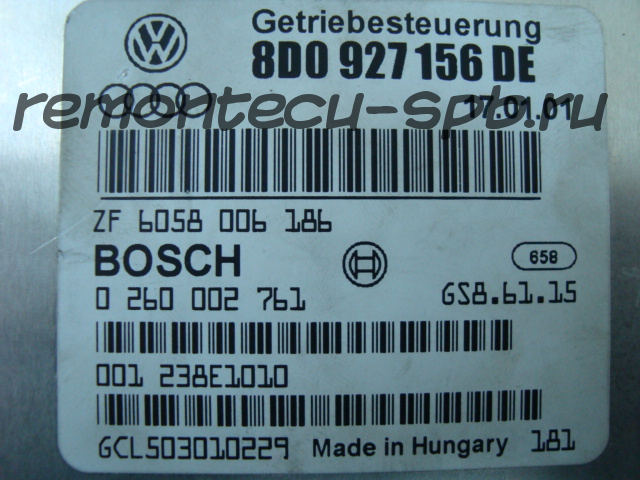 Getriebesteuerung
8D0 927 156 DE
remontecu-spb.ru
17.01.01
ZF 6058 006 186
BOSCH
658
0 260 002 761 GS8.61.15
001 238E1010
GCL503010229 Made in Hungary 181